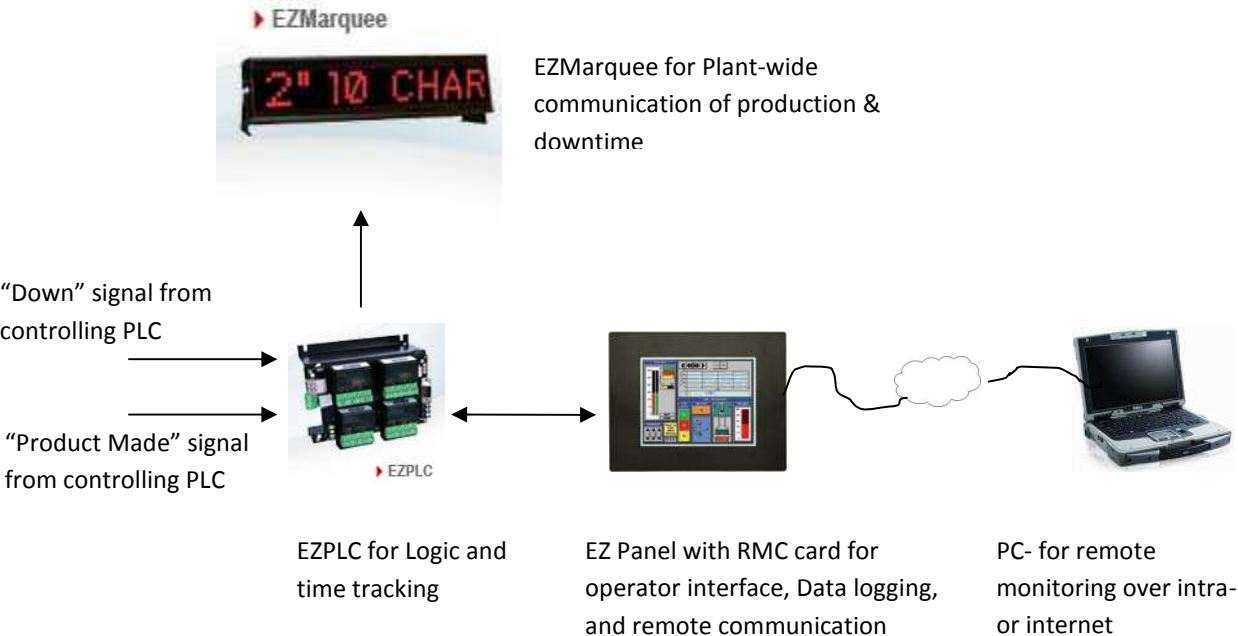 EZMarquee
2" 10 CHAR
EZMarquee for Plant-wide
communication of production &
downtime
“Down” signal from
controlling PLC
“Product Made” signal
from controlling PLC
EZPLC
EZPLC for Logic and
time tracking
EZ Panel with RMC card for
operator interface, Data logging,
and remote communication
PC- for remote
monitoring over intra-
or internet